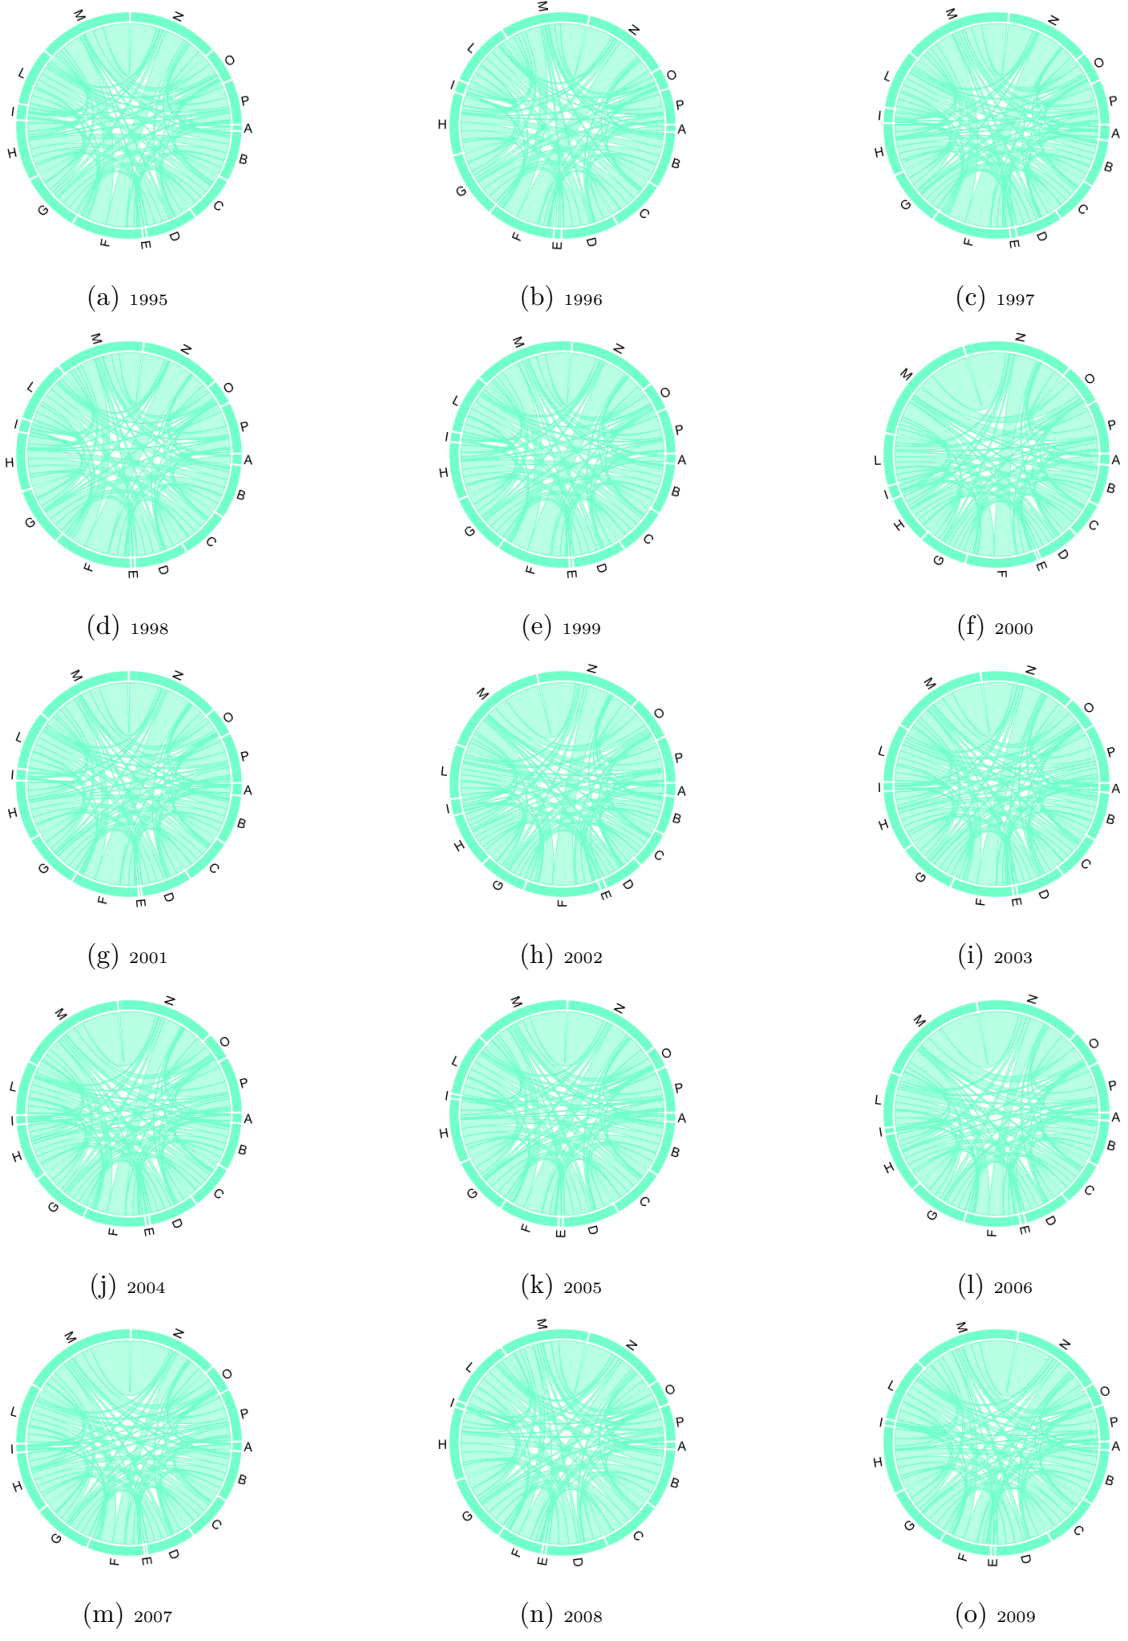 M N
L O
I P
H A
G B
F E D C
M N
L O
I P
H A
G B
F E D C
M N
L O
I P
H A
G B
F E D C
(a) 1995 (b) 1996 (c) 1997
M N
L O
I P
H A
G B
F E D C
M N
L O
I P
H A
G B
F E D C
M N
L O
I P
H A
G B
F E D C
(d) 1998 (e) 1999 (f) 2000
M N
L O
I P
H A
G B
F E D C
M N
L O
I P
H A
G B
F E D C
M N
L O
I P
H A
G B
F E D C
(g) 2001 (h) 2002 (i) 2003
M N
L O
I P
H A
G B
F E D C
M N
L O
I P
H A
G B
F E D C
M N
L O
I P
H A
G B
F E D C
(j) 2004 (k) 2005 (l) 2006
M N
L O
I P
H A
G B
F E D C
M N
L O
I P
H A
G B
F E D C
M N
L O
I P
H A
G B
F E D C
(m) 2007 (n) 2008 (o) 2009